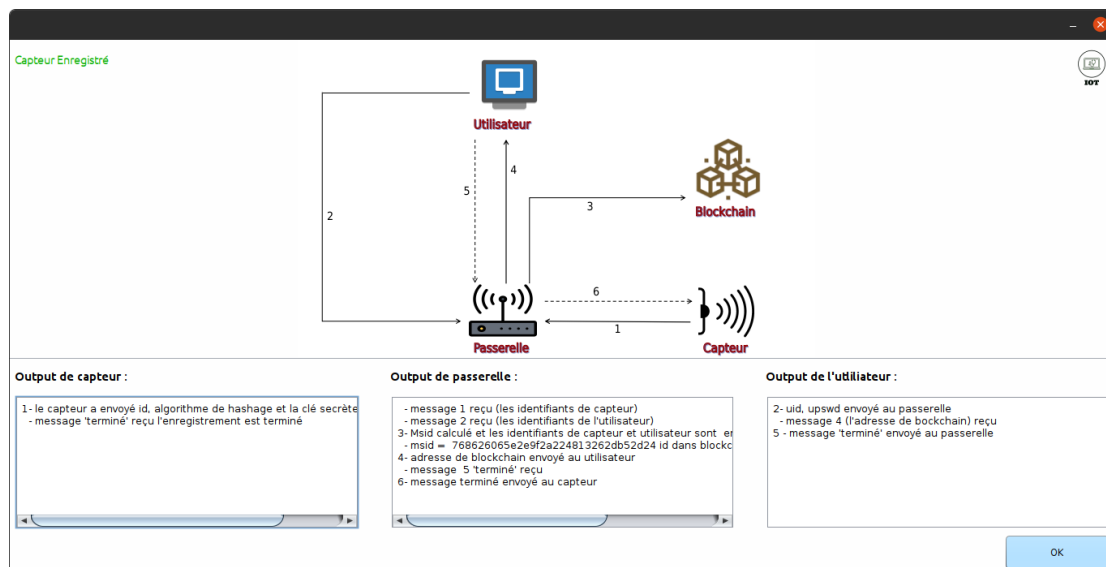 Capteur Enregistré
IOT
Utilisateur
4
5
2
3
Blockchain
6
1
Passerelle
Capteur
Output de capteur :
1- le capteur a envoyé id, algorithme de hashage et la clé secrète
- message 'terminé' reçu l'enregistrement est terminé
Output de passerelle :
- message 1 reçu (les identifiants de capteur)
- message 2 reçu (les identifiants de l'utilisateur)
3- Msid calculé et les identifiants de capteur et utilisateur sont
- msid = 768626065e2e9f2a224813262db52d24 id dans blockc
4- adresse de blockchain envoyé au utilisateur
- message 5 'terminé' reçu
6- message terminé envoyé au capteur
Output de l'utliliateur :
2- uid, upswd envoyé au passerelle
- message 4 (l'adresse de bockchain) reçu
5 - message 'terminé' envoyé au passerelle
OK